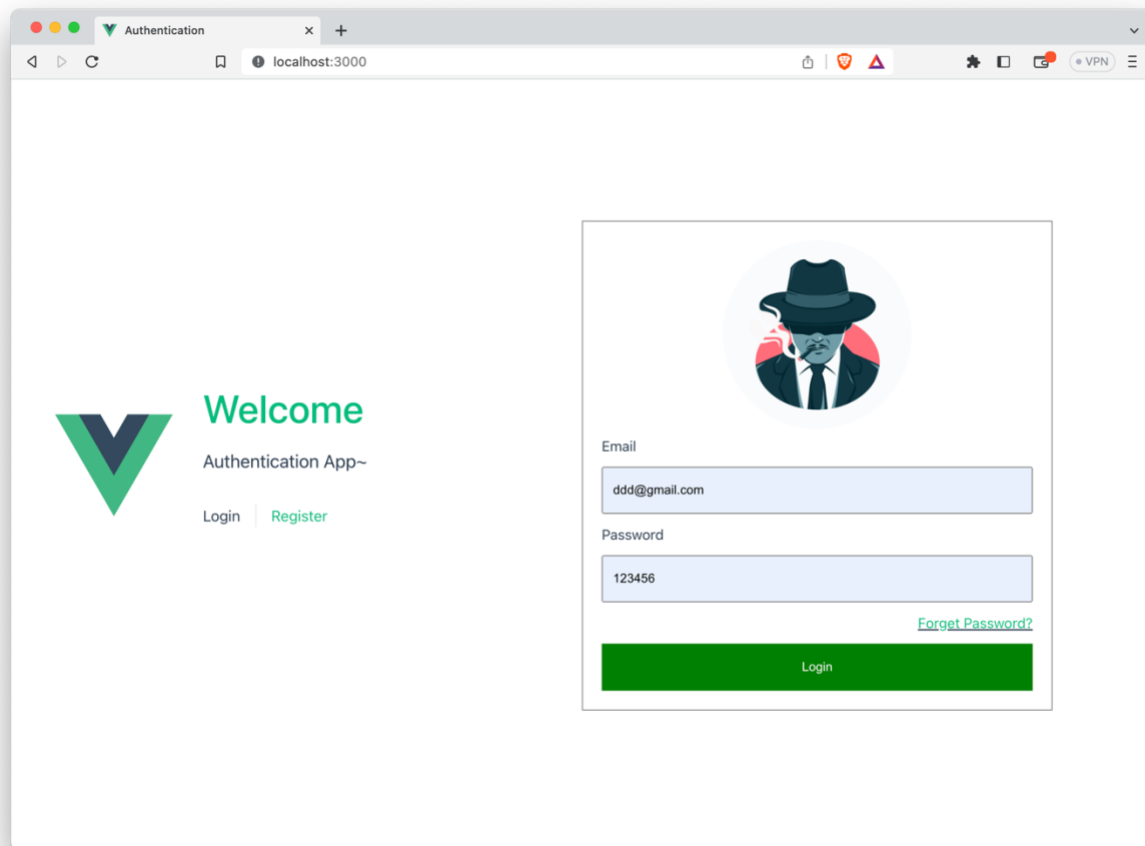 Authentication
localhost:3000
VPN
Welcome
Authentication App~
Login
Register
Email
ddd@gmail.com
Password
123456
Forget Password?
Login